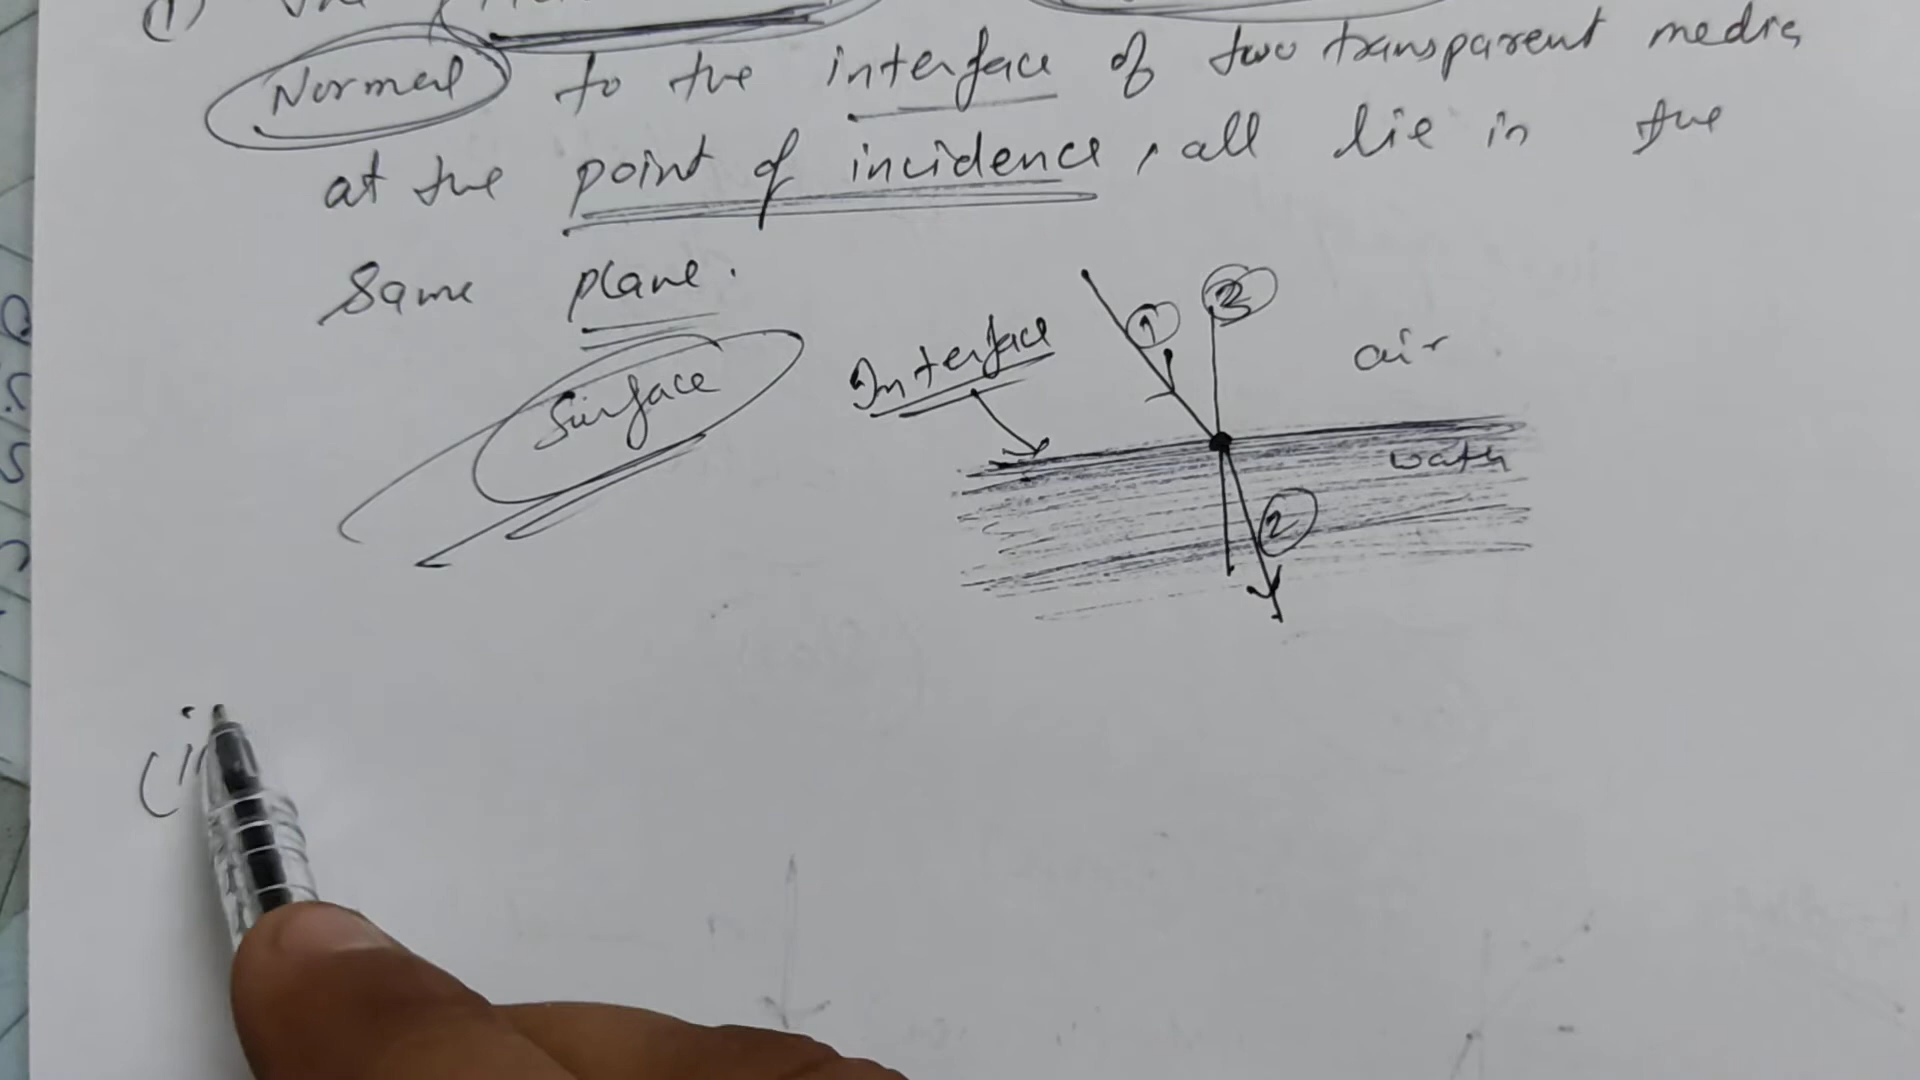 (i) the
Normal to the interface of two transparent media
at the point of incidence, all lie in the
same plane.
Surface
Interface
1
3
air
water
2
(ii